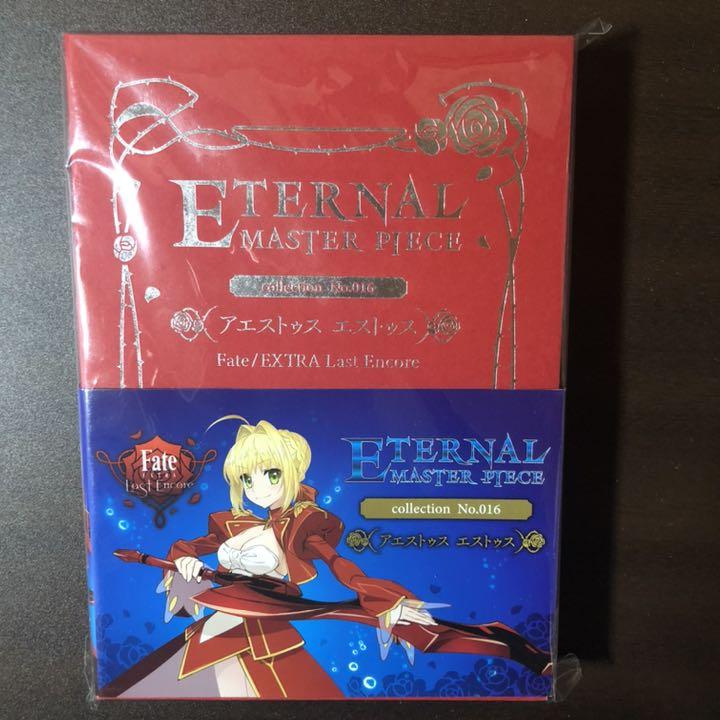 ETERNAL
MASTER PIECE
collection No.016
アエストゥス エストゥス
Fate/EXTRA Last Encore
Fate
EXTRA
Last Encore
ETERNAL
MASTER PIECE
collection No.016
アエストゥス エストゥス